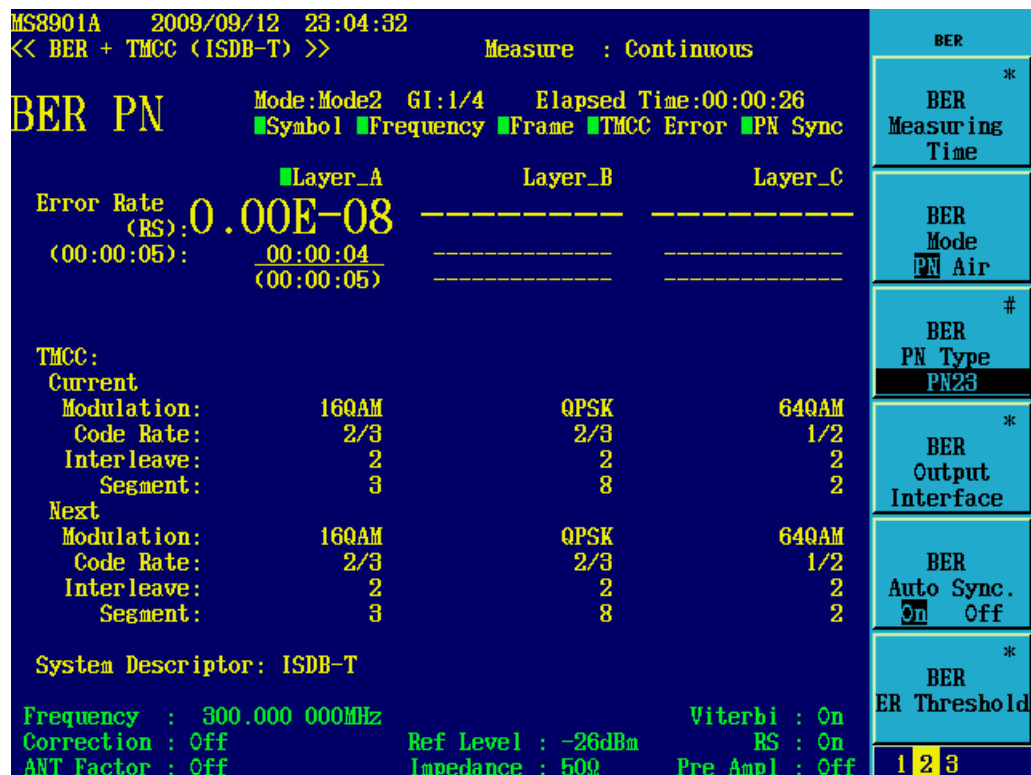 MS8901A 2009/09/12 23:04:32
<< BER + TMCC (ISDB-T) >> Measure : Continuous
BER PN
Mode:Mode2 GI:1/4 Elapsed Time:00:00:26
Symbol Frequency Frame TMCC Error PN Sync
Layer_A Layer_B Layer_C
Error Rate
(RS): 0.00E-08 --------- ---------
(00:00:05): 00:00:04 -------------- --------------
(00:00:05) -------------- --------------
TMCC:
Current
Modulation: 16QAM QPSK 64QAM
Code Rate: 2/3 2/3 1/2
Interleave: 2 2 2
Segment: 3 8 2
Next
Modulation: 16QAM QPSK 64QAM
Code Rate: 2/3 2/3 1/2
Interleave: 2 2 2
Segment: 3 8 2
System Descriptor: ISDB-T
Frequency : 300.000 000MHz Viterbi : On
Correction : Off Ref Level : -26dBm RS : On
ANT Factor : Off Impedance : 50Ω Pre Ampl : Off
BER
*
BER
Measuring
Time
BER
Mode
PN Air
#
BER
PN Type
PN23
*
BER
Output
Interface
BER
Auto Sync.
On Off
*
BER
ER Threshold
1 2 3